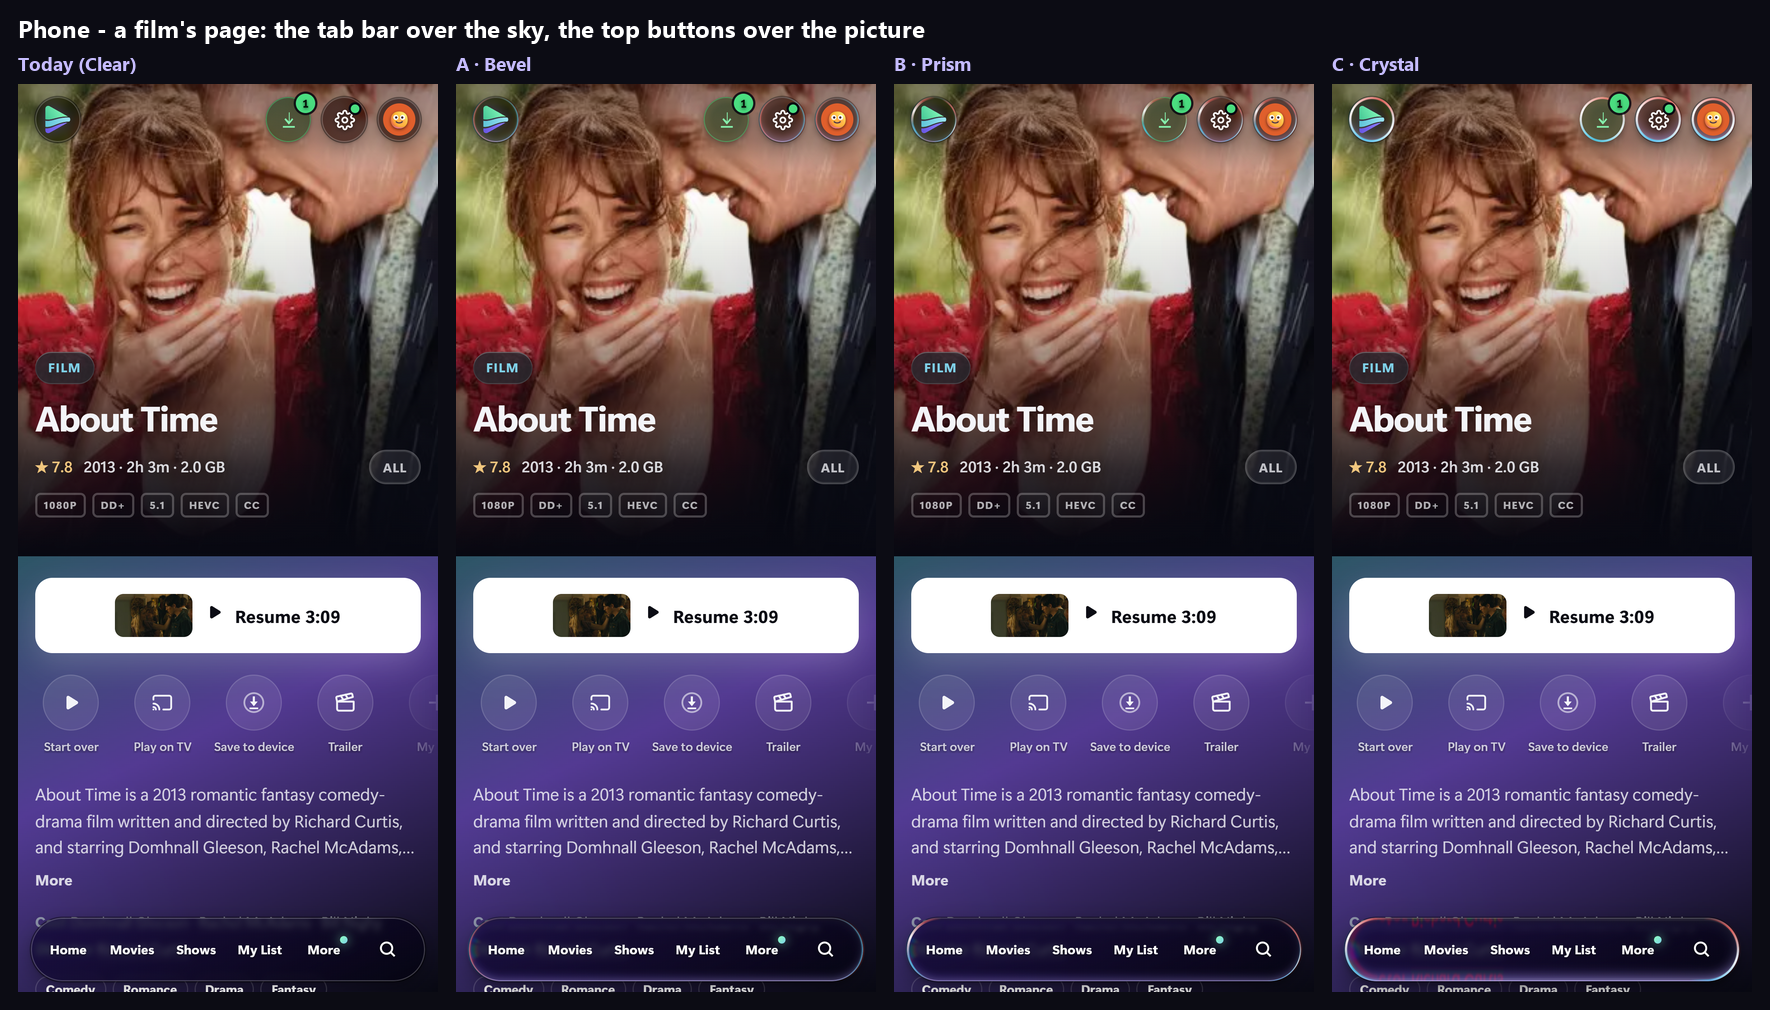 Phone - a film's page: the tab bar over the sky, the top buttons over the picture
Today (Clear)
1
FILM
About Time
★ 7.8 2013 · 2h 3m · 2.0 GB
ALL
1080P DD+ 5.1 HEVC CC
Resume 3:09
Start over Play on TV Save to device Trailer My
About Time is a 2013 romantic fantasy comedy-
drama film written and directed by Richard Curtis,
and starring Domhnall Gleeson, Rachel McAdams,...
More
Home Movies Shows My List More
Comedy Romance Drama Fantasy
A · Bevel
1
FILM
About Time
★ 7.8 2013 · 2h 3m · 2.0 GB
ALL
1080P DD+ 5.1 HEVC CC
Resume 3:09
Start over Play on TV Save to device Trailer My
About Time is a 2013 romantic fantasy comedy-
drama film written and directed by Richard Curtis,
and starring Domhnall Gleeson, Rachel McAdams,...
More
Home Movies Shows My List More
Comedy Romance Drama Fantasy
B · Prism
1
FILM
About Time
★ 7.8 2013 · 2h 3m · 2.0 GB
ALL
1080P DD+ 5.1 HEVC CC
Resume 3:09
Start over Play on TV Save to device Trailer My
About Time is a 2013 romantic fantasy comedy-
drama film written and directed by Richard Curtis,
and starring Domhnall Gleeson, Rachel McAdams,...
More
Home Movies Shows My List More
Comedy Romance Drama Fantasy
C · Crystal
1
FILM
About Time
★ 7.8 2013 · 2h 3m · 2.0 GB
ALL
1080P DD+ 5.1 HEVC CC
Resume 3:09
Start over Play on TV Save to device Trailer My
About Time is a 2013 romantic fantasy comedy-
drama film written and directed by Richard Curtis,
and starring Domhnall Gleeson, Rachel McAdams,...
More
Home Movies Shows My List More
Comedy Romance Drama Fantasy